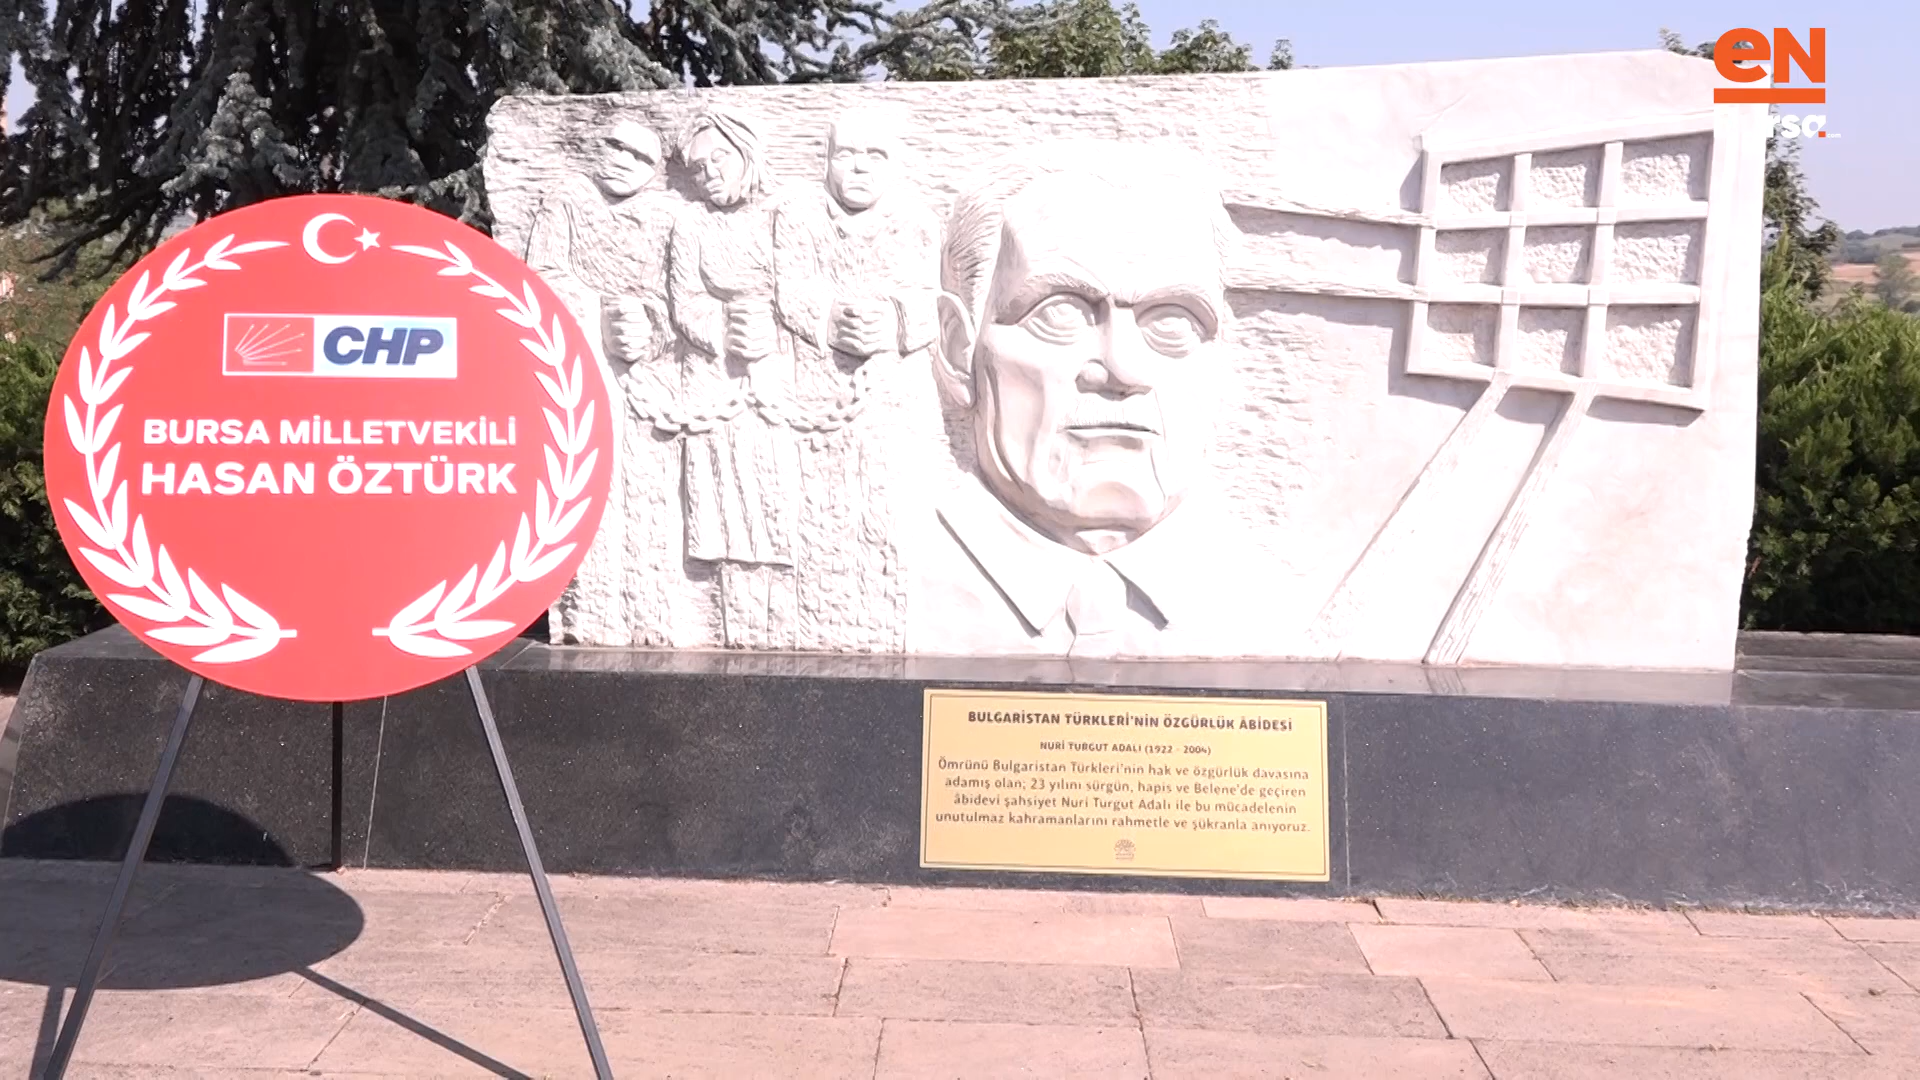 eN
Bursa.com
CHP
BURSA MİLLETVEKİLİ
HASAN ÖZTÜRK
BULGARİSTAN TÜRKLERİ'NİN ÖZGÜRLÜK ÂBİDESİ
NURİ TURGUT ADALI (1922 - 2004)
Ömrünü Bulgaristan Türkleri'nin hak ve özgürlük davasına
adamış olan; 23 yılını sürgün, hapis ve Belene'de geçiren
âbidevi şahsiyet Nuri Turgut Adalı ile bu mücadelenin
unutulmaz kahramanlarını rahmetle ve şükranla anıyoruz.